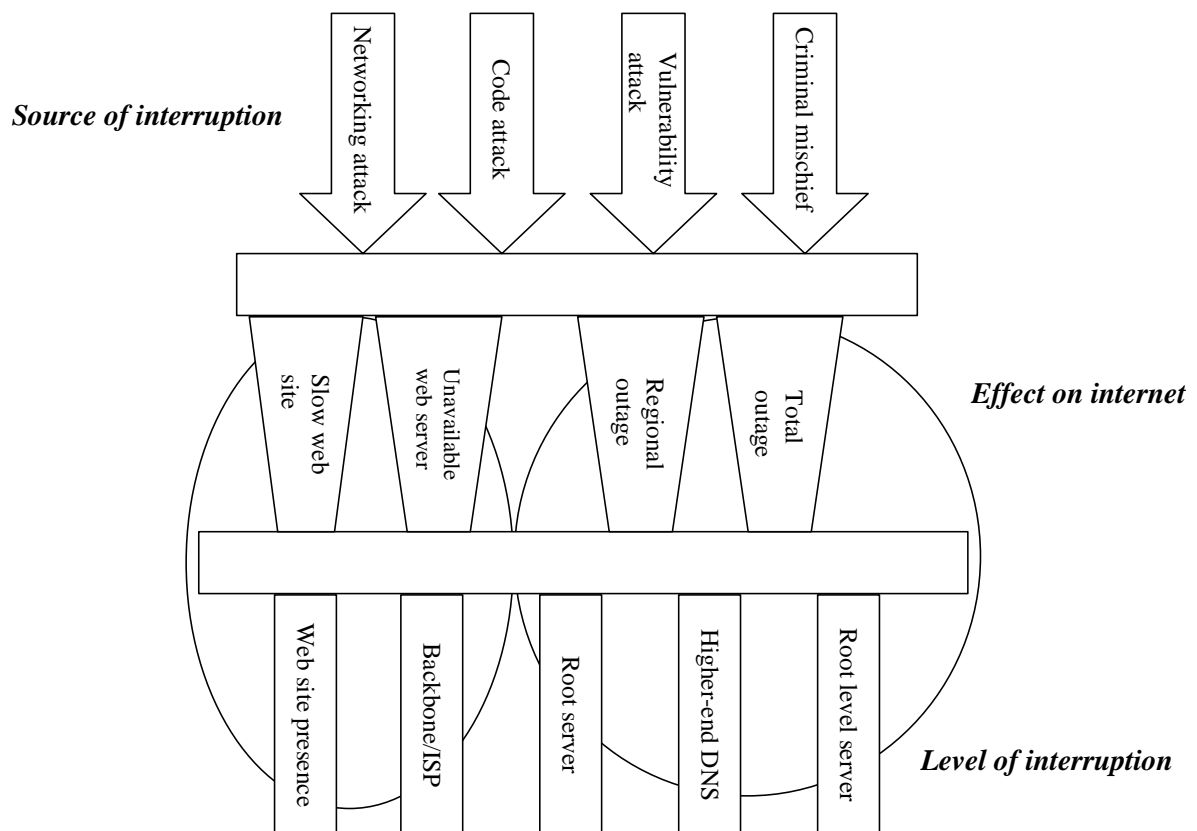 Source of interruption
Networking attack
Code attack
Vulnerability
attack
Criminal mischief
Effect on internet
Slow web
site
Unavailable
web server
Regional
outage
Total
outage
Level of interruption
Web site presence
Backbone/ISP
Root server
Higher-end DNS
Root level server